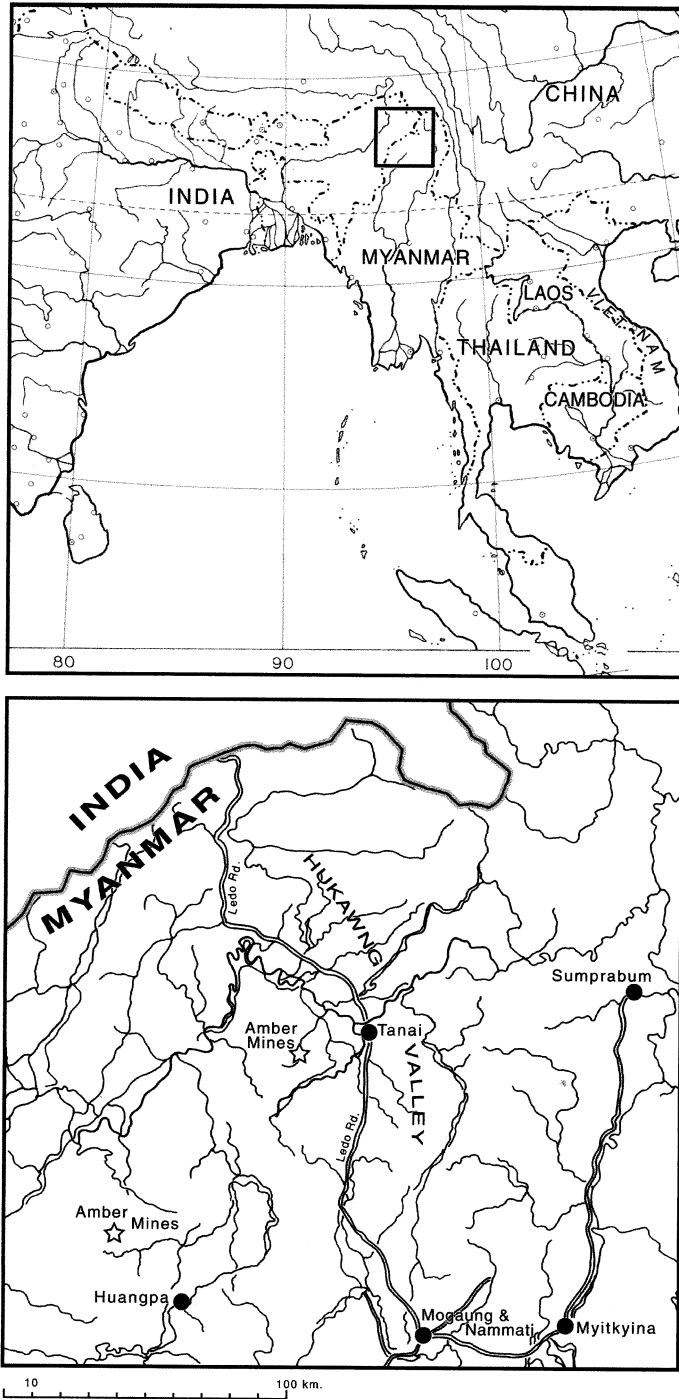 CHINA
INDIA
MYANMAR
LAOS
VIETNAM
THAILAND
CAMBODIA
80 90 100
INDIA
MYANMAR
Ledo Rd.
HUKAWNG
Sumprabum
Amber
Mines
Tanai
VALLEY
Ledo Rd.
Amber
Mines
Huangpa
Mogaung &
Nammati
Myitkyina
10 100 km.